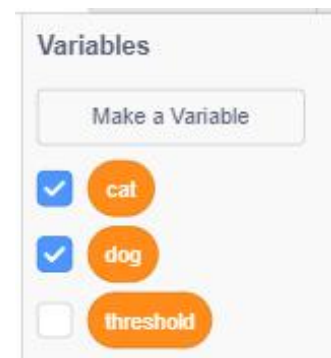 Variables
Make a Variable
cat
dog
threshold